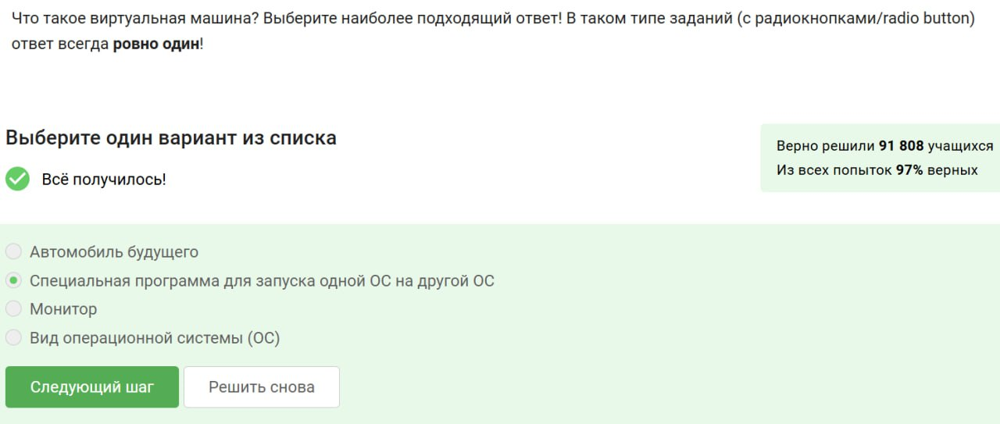 Что такое виртуальная машина? Выберите наиболее подходящий ответ! В таком типе заданий (с радиокнопками/radio button)
ответ всегда ровно один!
Выберите один вариант из списка
Верно решили 91 808 учащихся
Из всех попыток 97% верных
Всё получилось!
Автомобиль будущего
Специальная программа для запуска одной ОС на другой ОС
Монитор
Вид операционной системы (ОС)
Следующий шаг
Решить снова